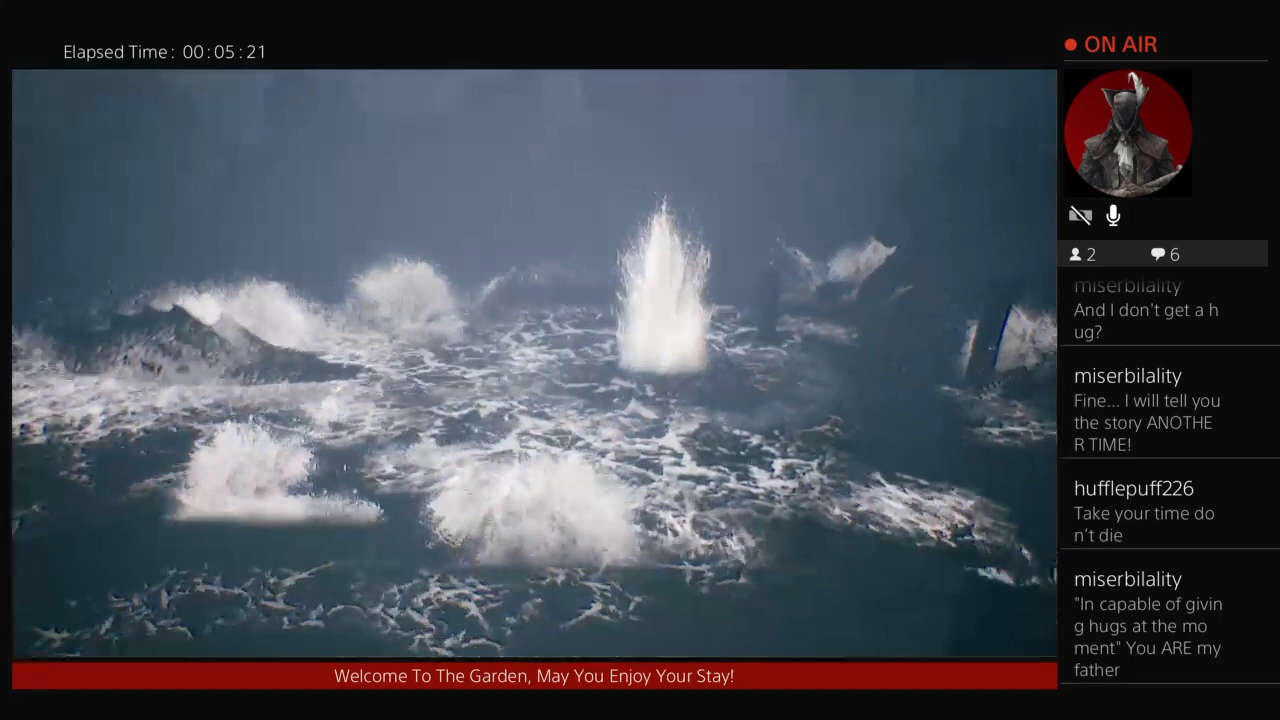 Elapsed Time: 00:05:21
ON AIR
2
6
miserbilality
And I don't get a h
ug?
miserbilality
Fine... I will tell you
the story ANOTHE
R TIME!
hufflepuff226
Take your time do
n't die
miserbilality
"In capable of givin
g hugs at the mo
ment" You ARE my
father
Welcome To The Garden, May You Enjoy Your Stay!